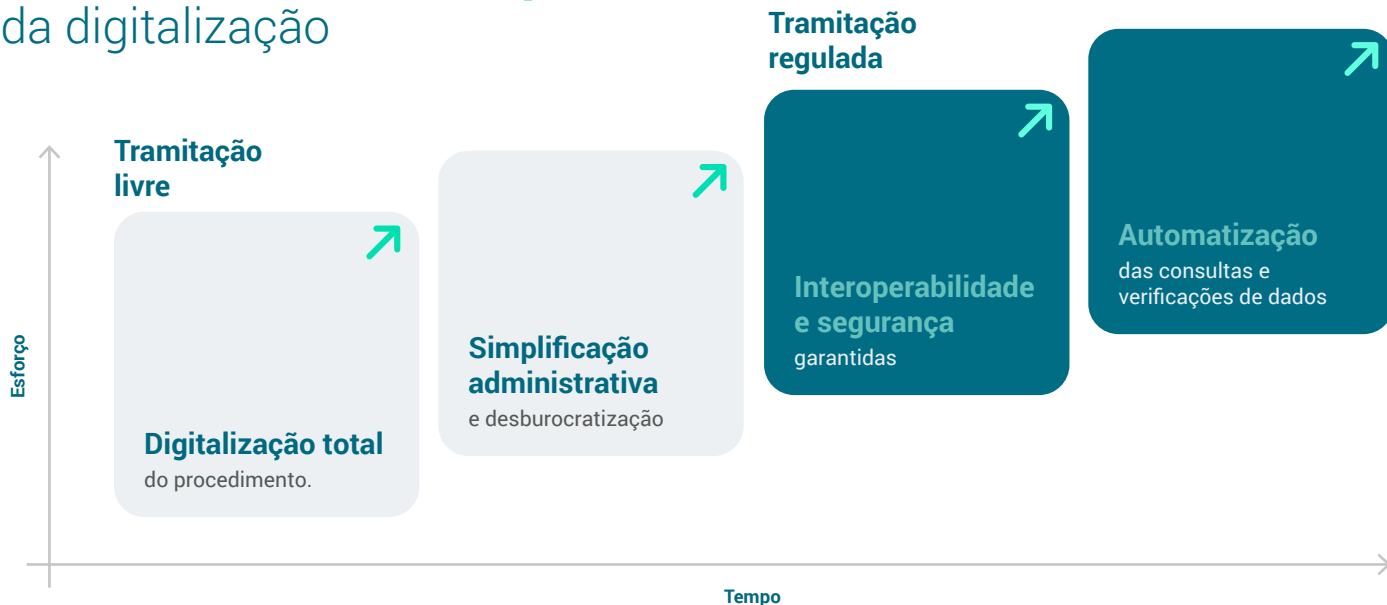 da digitalização
Tramitação
livre
Digitalização total
do procedimento.
Simplificação
administrativa
e desburocratização
Tramitação
regulada
Interoperabilidade
e segurança
garantidas
Automatização
das consultas e
verificações de dados
Esforço
Tempo